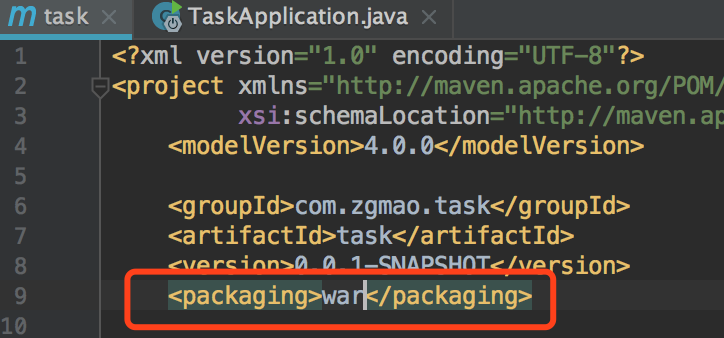 m task × TaskApplication.java ×
1 <?xml version="1.0" encoding="UTF-8"?>
2 <project xmlns="http://maven.apache.org/POM/
3 xsi:schemaLocation="http://maven.ap
4 <modelVersion>4.0.0</modelVersion>
5
6 <groupId>com.zgmao.task</groupId>
7 <artifactId>task</artifactId>
8 <version>0.0.1-SNAPSHOT</version>
9 <packaging>war</packaging>
10